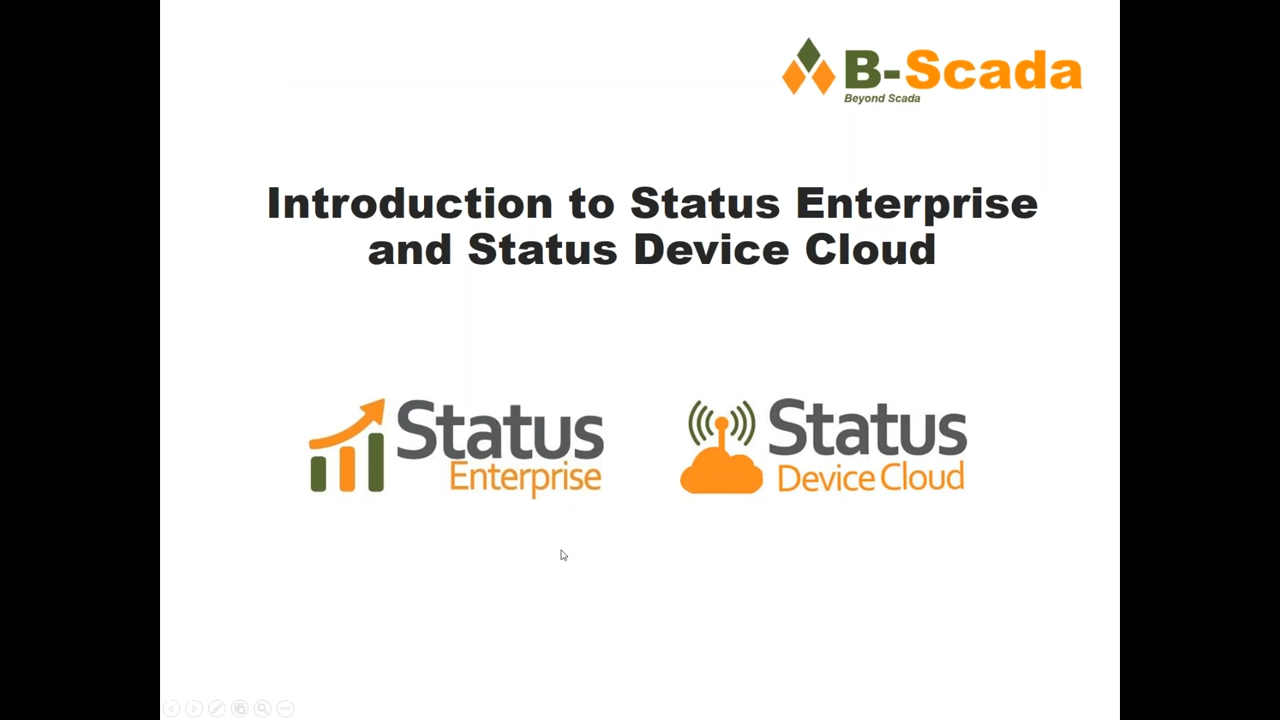 B-Scada
Beyond Scada
Introduction to Status Enterprise
and Status Device Cloud
Status
Enterprise
Status
Device Cloud